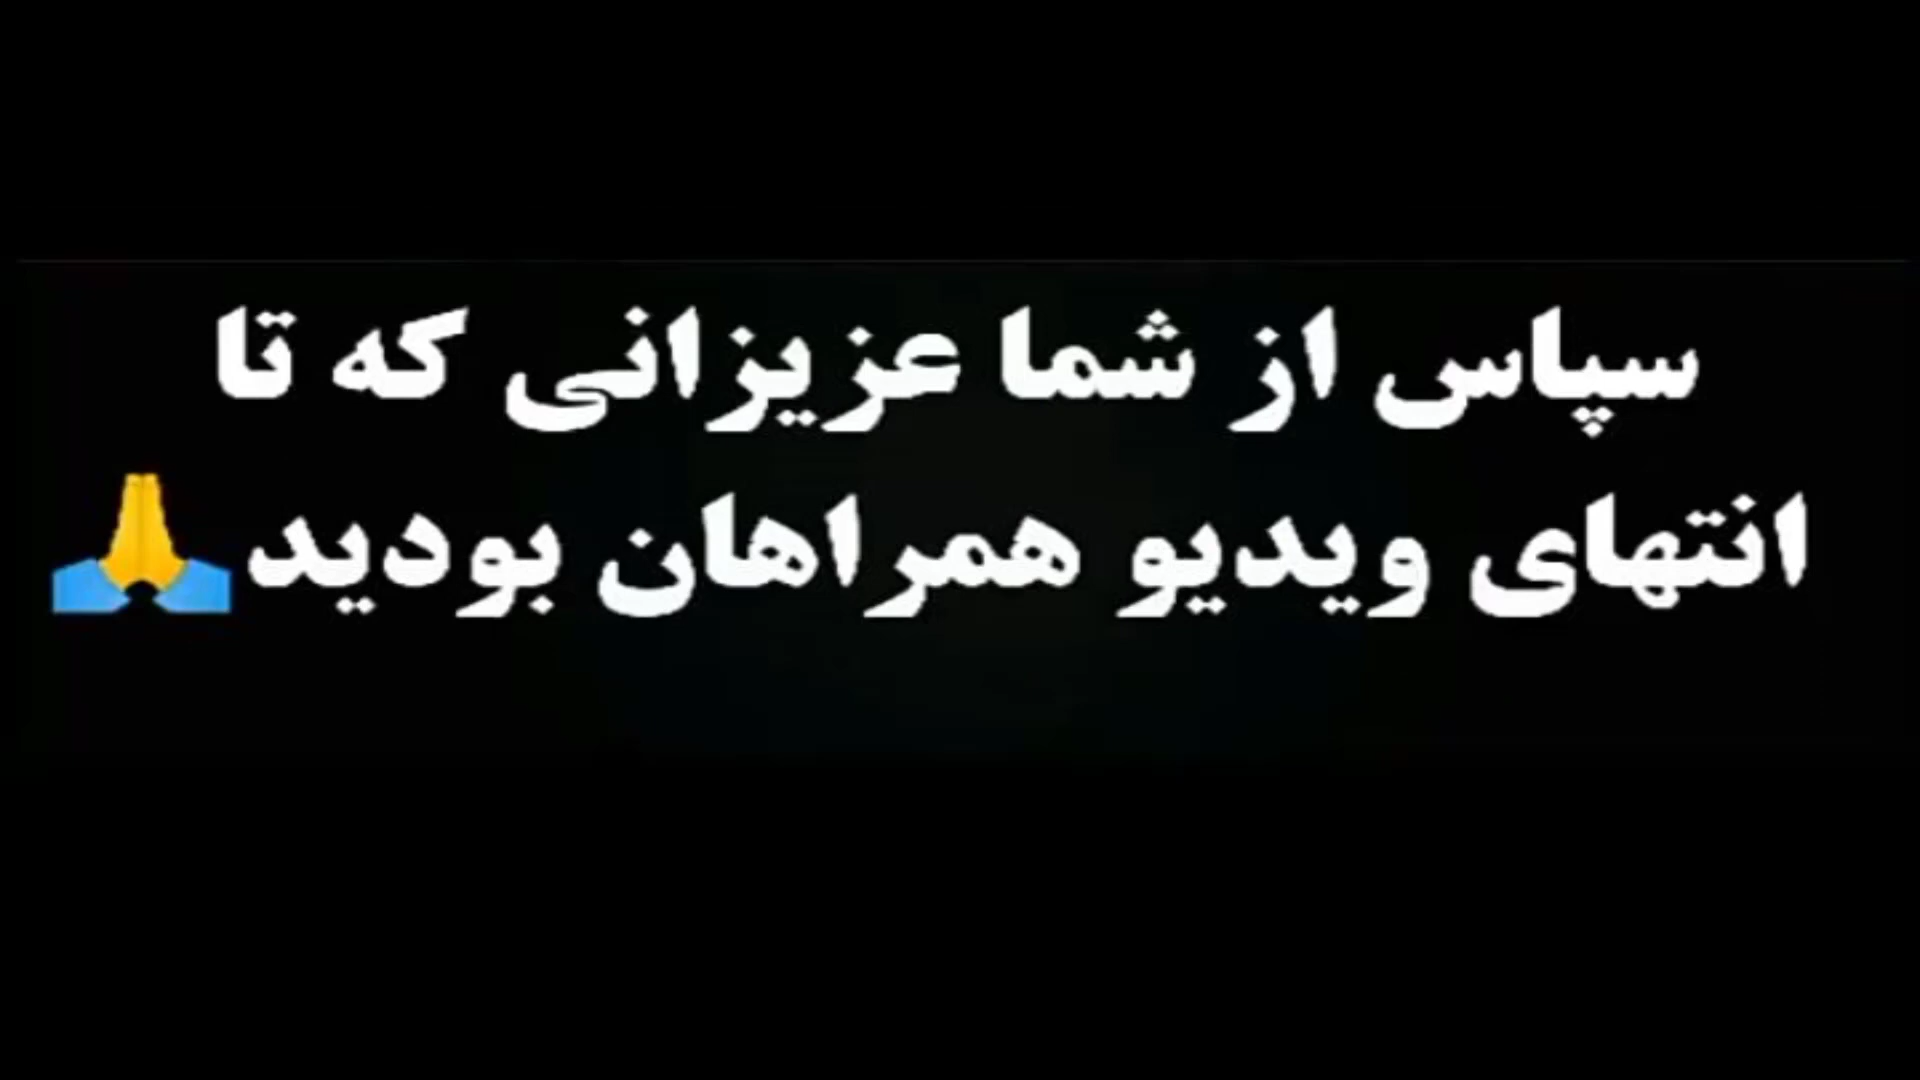 سپاس از شما عزیزانی که تا
انتهای ویدیو همراهان بودید🙏